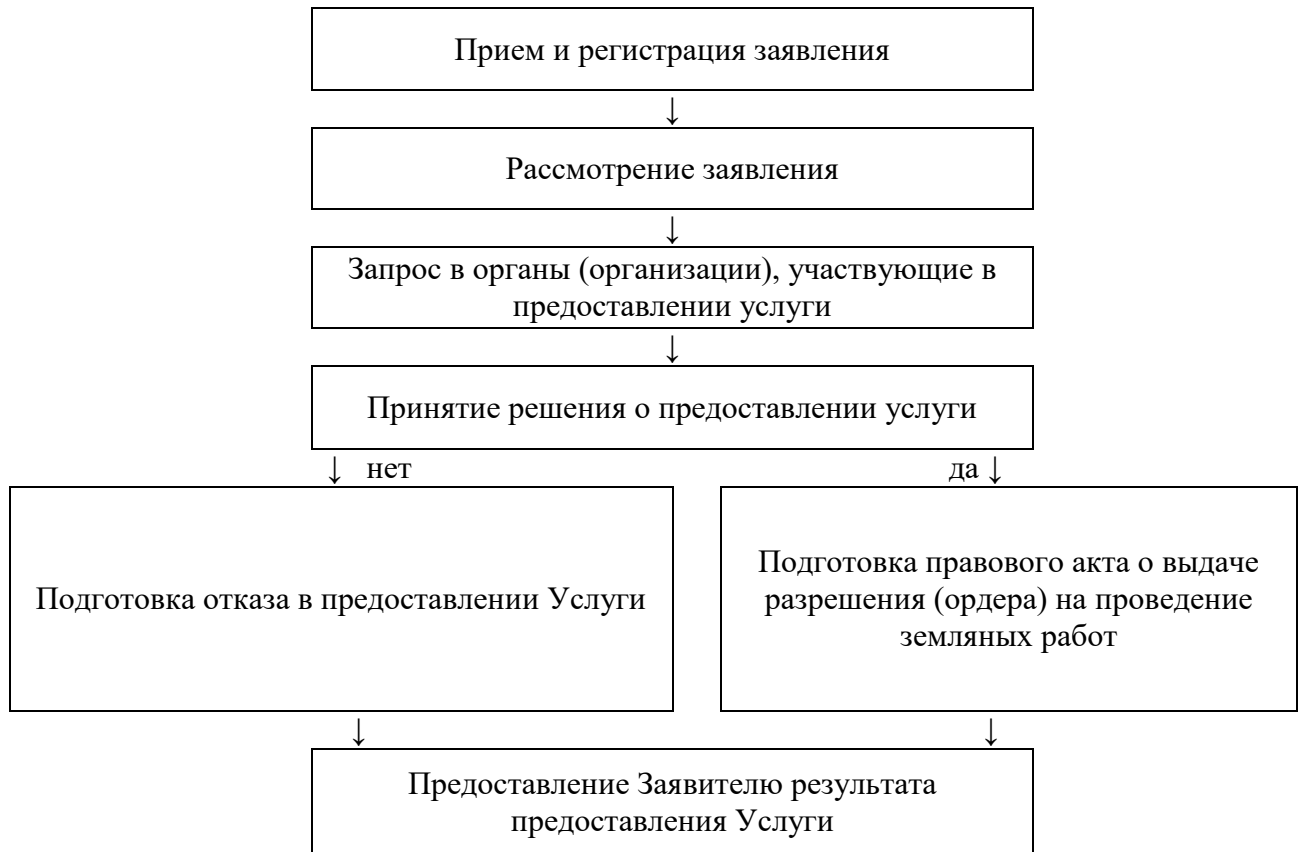 Прием и регистрация заявления
↓
Рассмотрение заявления
↓
Запрос в органы (организации), участвующие в
предоставлении услуги
↓
Принятие решения о предоставлении услуги
↓ нет
да ↓
Подготовка отказа в предоставлении Услуги
Подготовка правового акта о выдаче
разрешения (ордера) на проведение
земляных работ
↓
↓
Предоставление Заявителю результата
предоставления Услуги